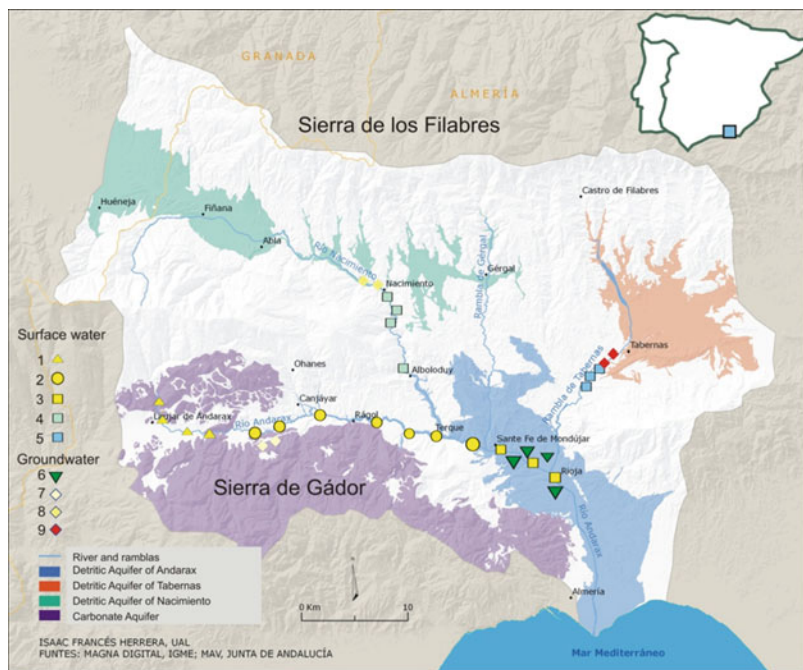 GRANADA
ALMERÍA
Sierra de los Filabres
Castro de Filabres
Huéneja
Fiñana
Abia
Río Nacimiento
Nacimiento
Rambla de Gérgal
Gérgal
Surface water
1
2
3
4
5
Groundwater
6
7
8
9
Tabernas
Rambla de Tabernas
Ohanes
Alboloduy
Canjáyar
Laujar de Andarax
Río Andarax
Rágol
Terque
Sante Fe de Mondújar
Rioja
Sierra de Gádor
Río Andarax
River and ramblas
Detritic Aquifer of Andarax
Detritic Aquifer of Tabernas
Detritic Aquifer of Nacimiento
Carbonate Aquifer
0 Km
10
Almería
Mar Mediterráneo
ISAAC FRANCÉS HERRERA, UAL
FUNTES: MAGNA DIGITAL, IGME; MAV, JUNTA DE ANDALUCÍA